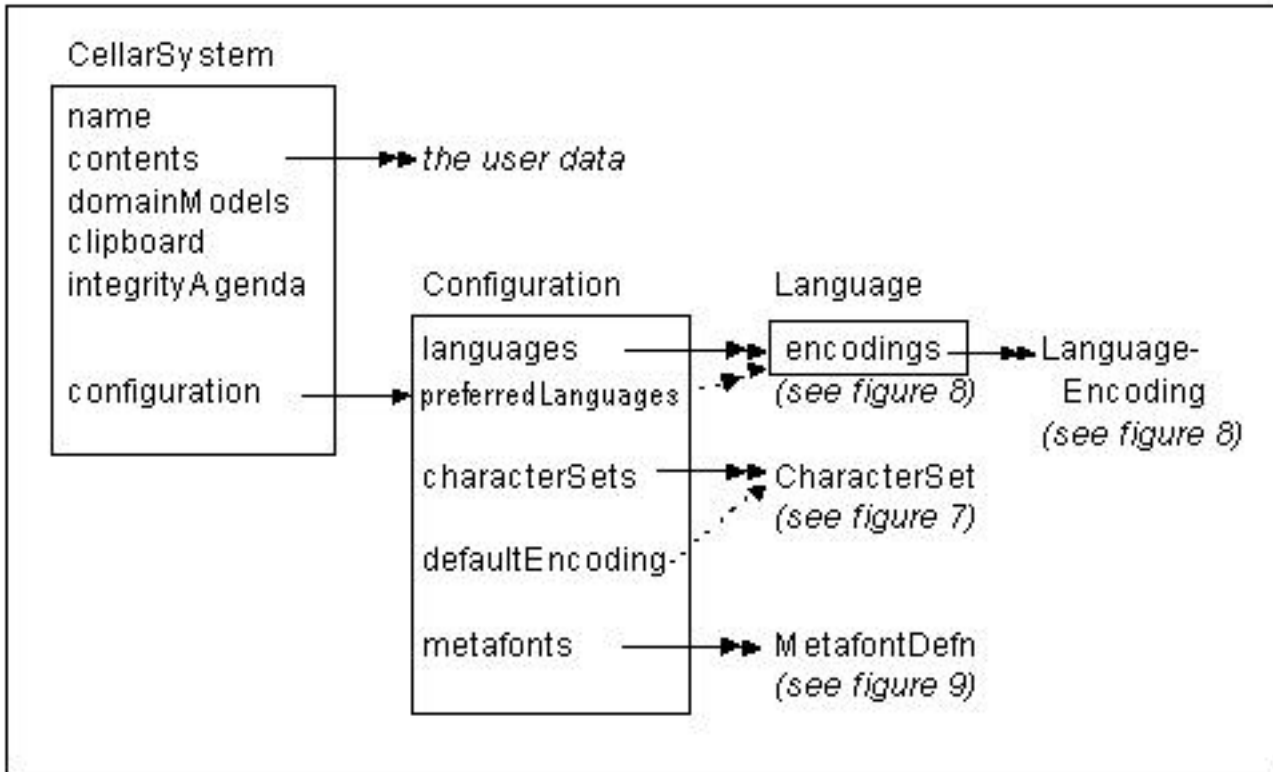 CellarSystem
name
contents
the user data
domainModels
clipboard
integrityAgenda
configuration
Configuration
languages
preferredLanguages
characterSets
defaultEncoding
metafonts
Language
encodings
(see figure 8)
Language-
Encoding
(see figure 8)
CharacterSet
(see figure 7)
MetafontDefn
(see figure 9)